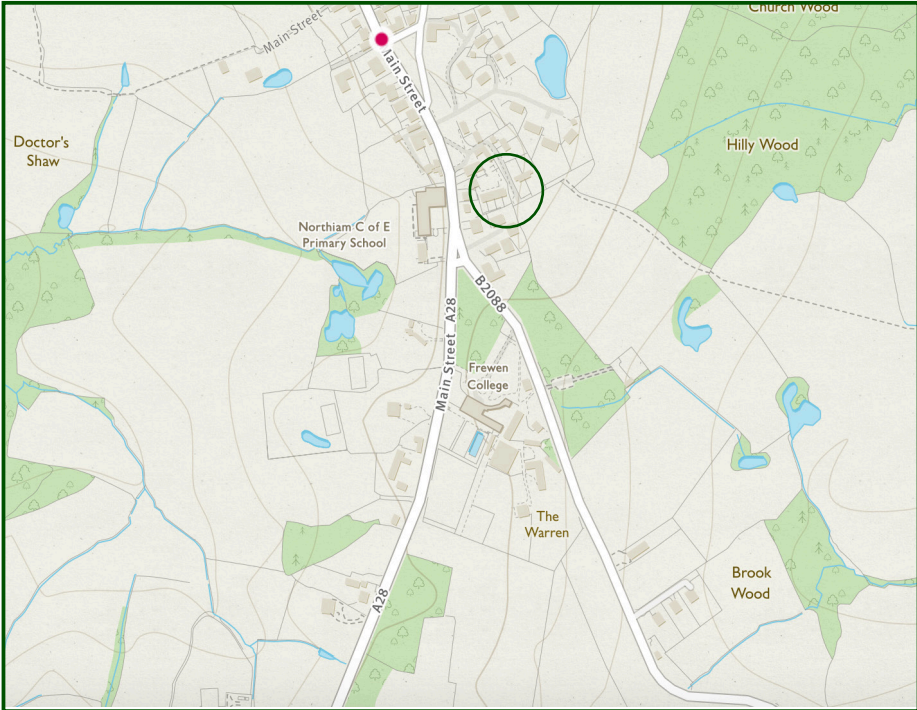 Church Wood
Main Street
Main Street
Doctor's
Shaw
Hilly Wood
Northiam C of E
Primary School
B2088
Main Street A28
Frewen
College
The
Warren
Brook
Wood
A28